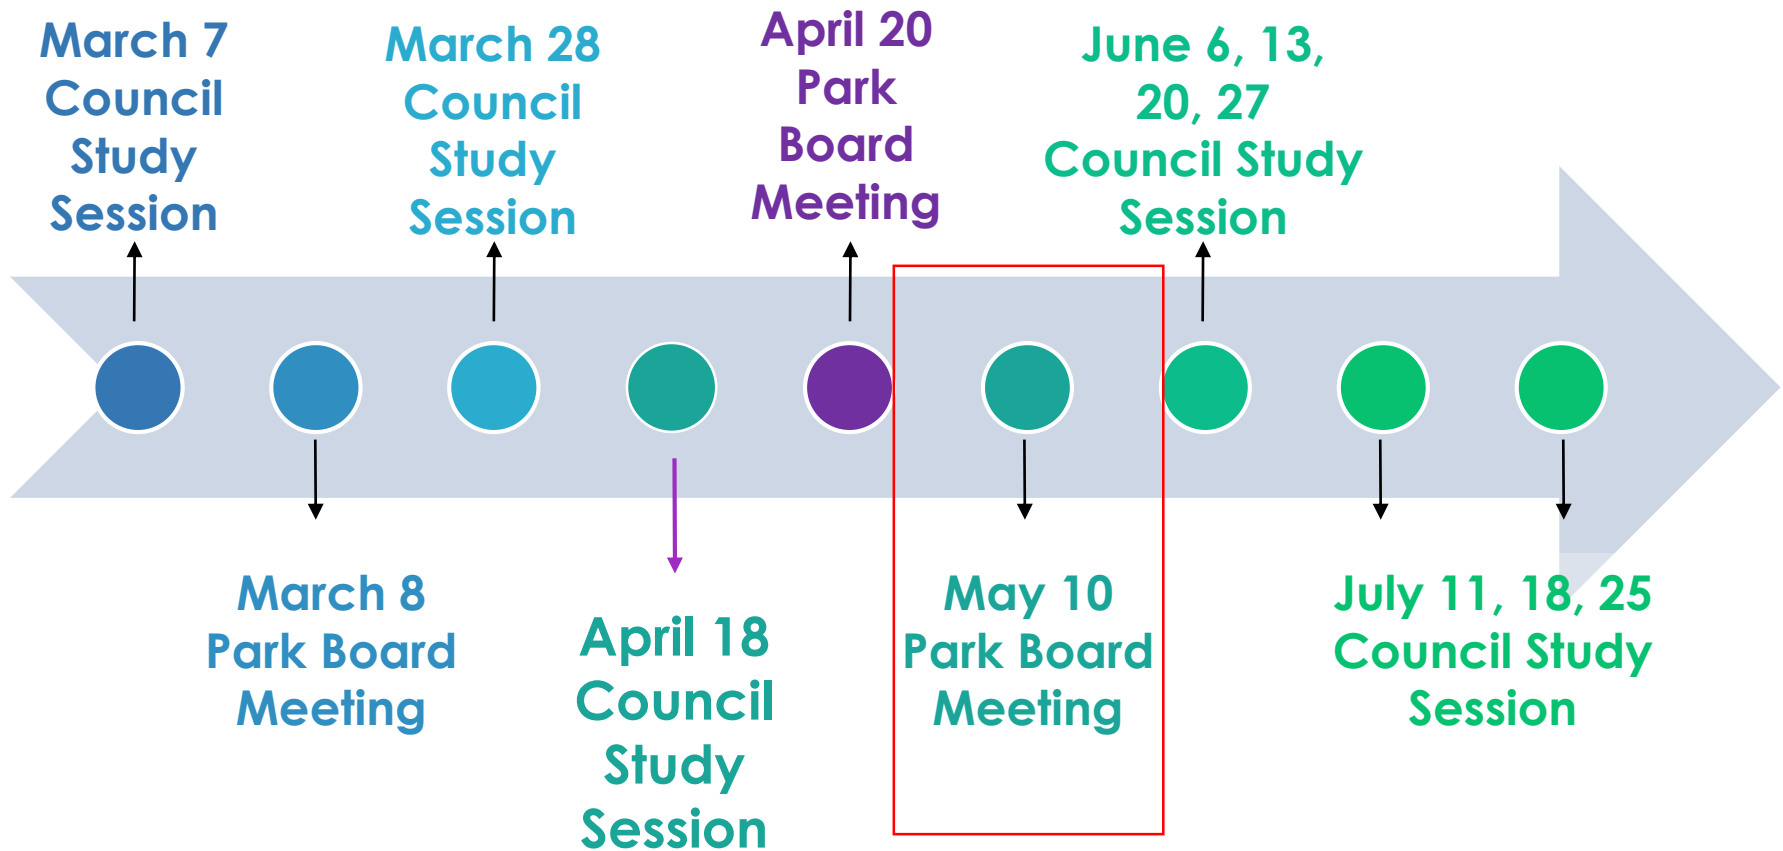 March 7
Council
Study
Session
March 28
Council
Study
Session
April 20
Park
Board
Meeting
June 6, 13,
20, 27
Council Study
Session
March 8
Park Board
Meeting
April 18
Council
Study
Session
May 10
Park Board
Meeting
July 11, 18, 25
Council Study
Session